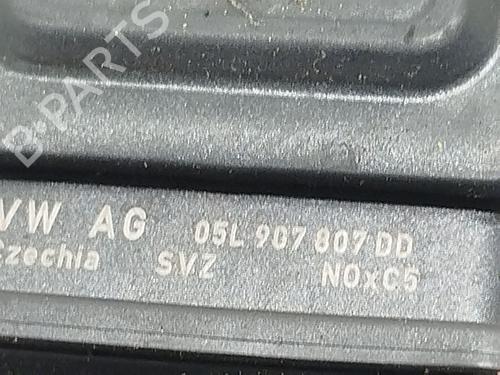 B-PARTS
VW AG 05L 907 807 DD
Czechia SVZ NOxC5